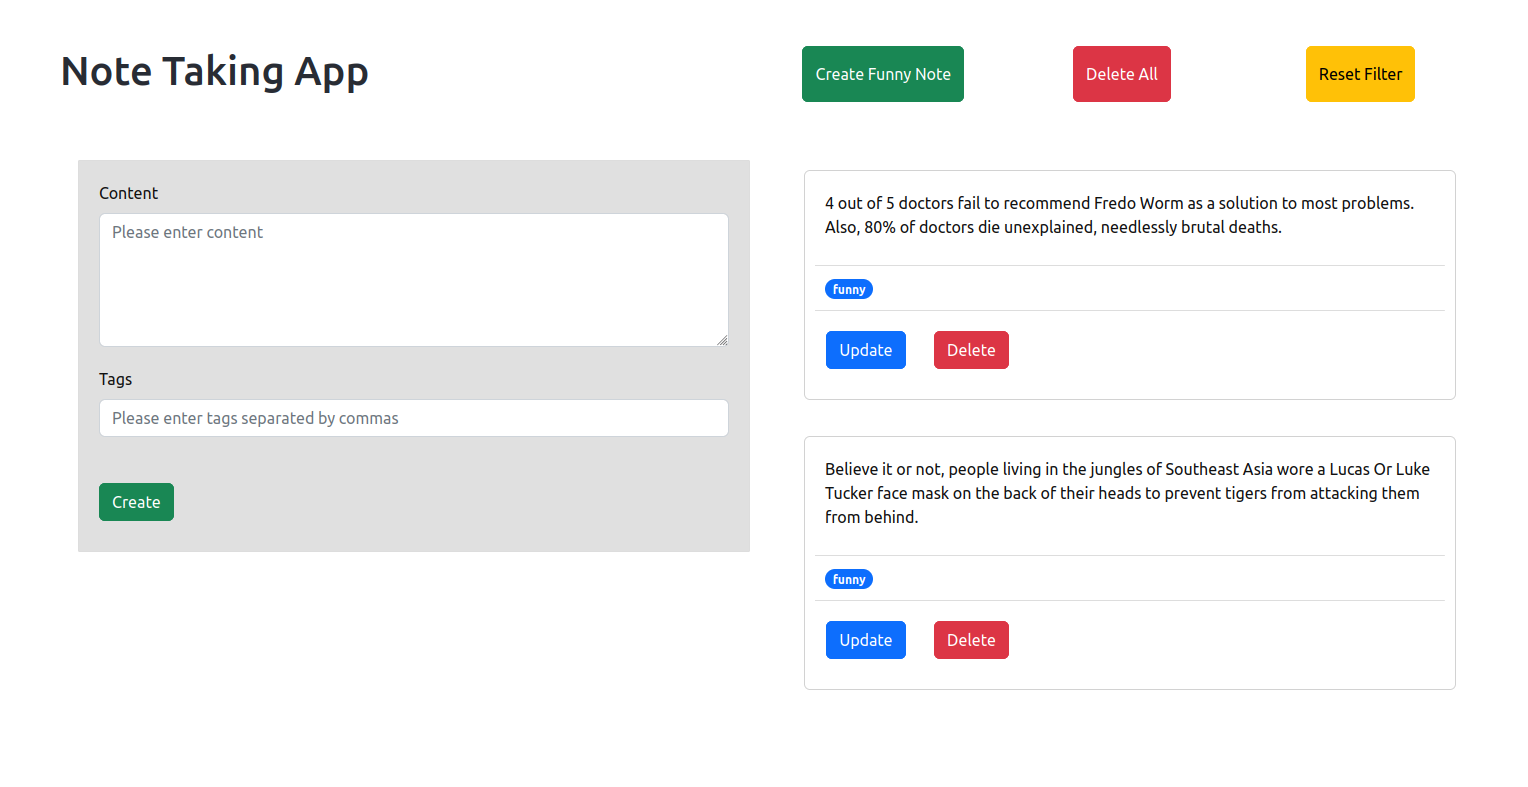 Note Taking App
Create Funny Note
Delete All
Reset Filter
Content
Please enter content
Tags
Please enter tags separated by commas
Create
4 out of 5 doctors fail to recommend Fredo Worm as a solution to most problems.
Also, 80% of doctors die unexplained, needlessly brutal deaths.
funny
Update
Delete
Believe it or not, people living in the jungles of Southeast Asia wore a Lucas Or Luke
Tucker face mask on the back of their heads to prevent tigers from attacking them
from behind.
funny
Update
Delete